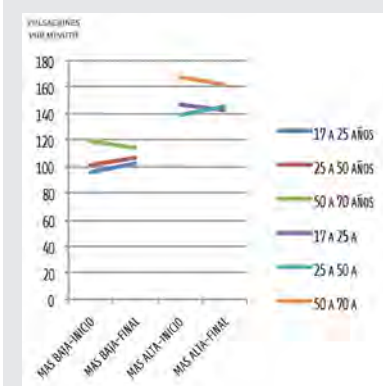 PULSACIONES
POR MINUTO
180
160
140
120
100
80
60
40
20
0
MAS BAJA-INICIO
MAS BAJA-FINAL
MAS ALTA-INICIO
MAS ALTA-FINAL
17 A 25 AÑOS
25 A 50 AÑOS
50 A 70 AÑOS
17 A 25 A
25 A 50 A
50 A 70 A